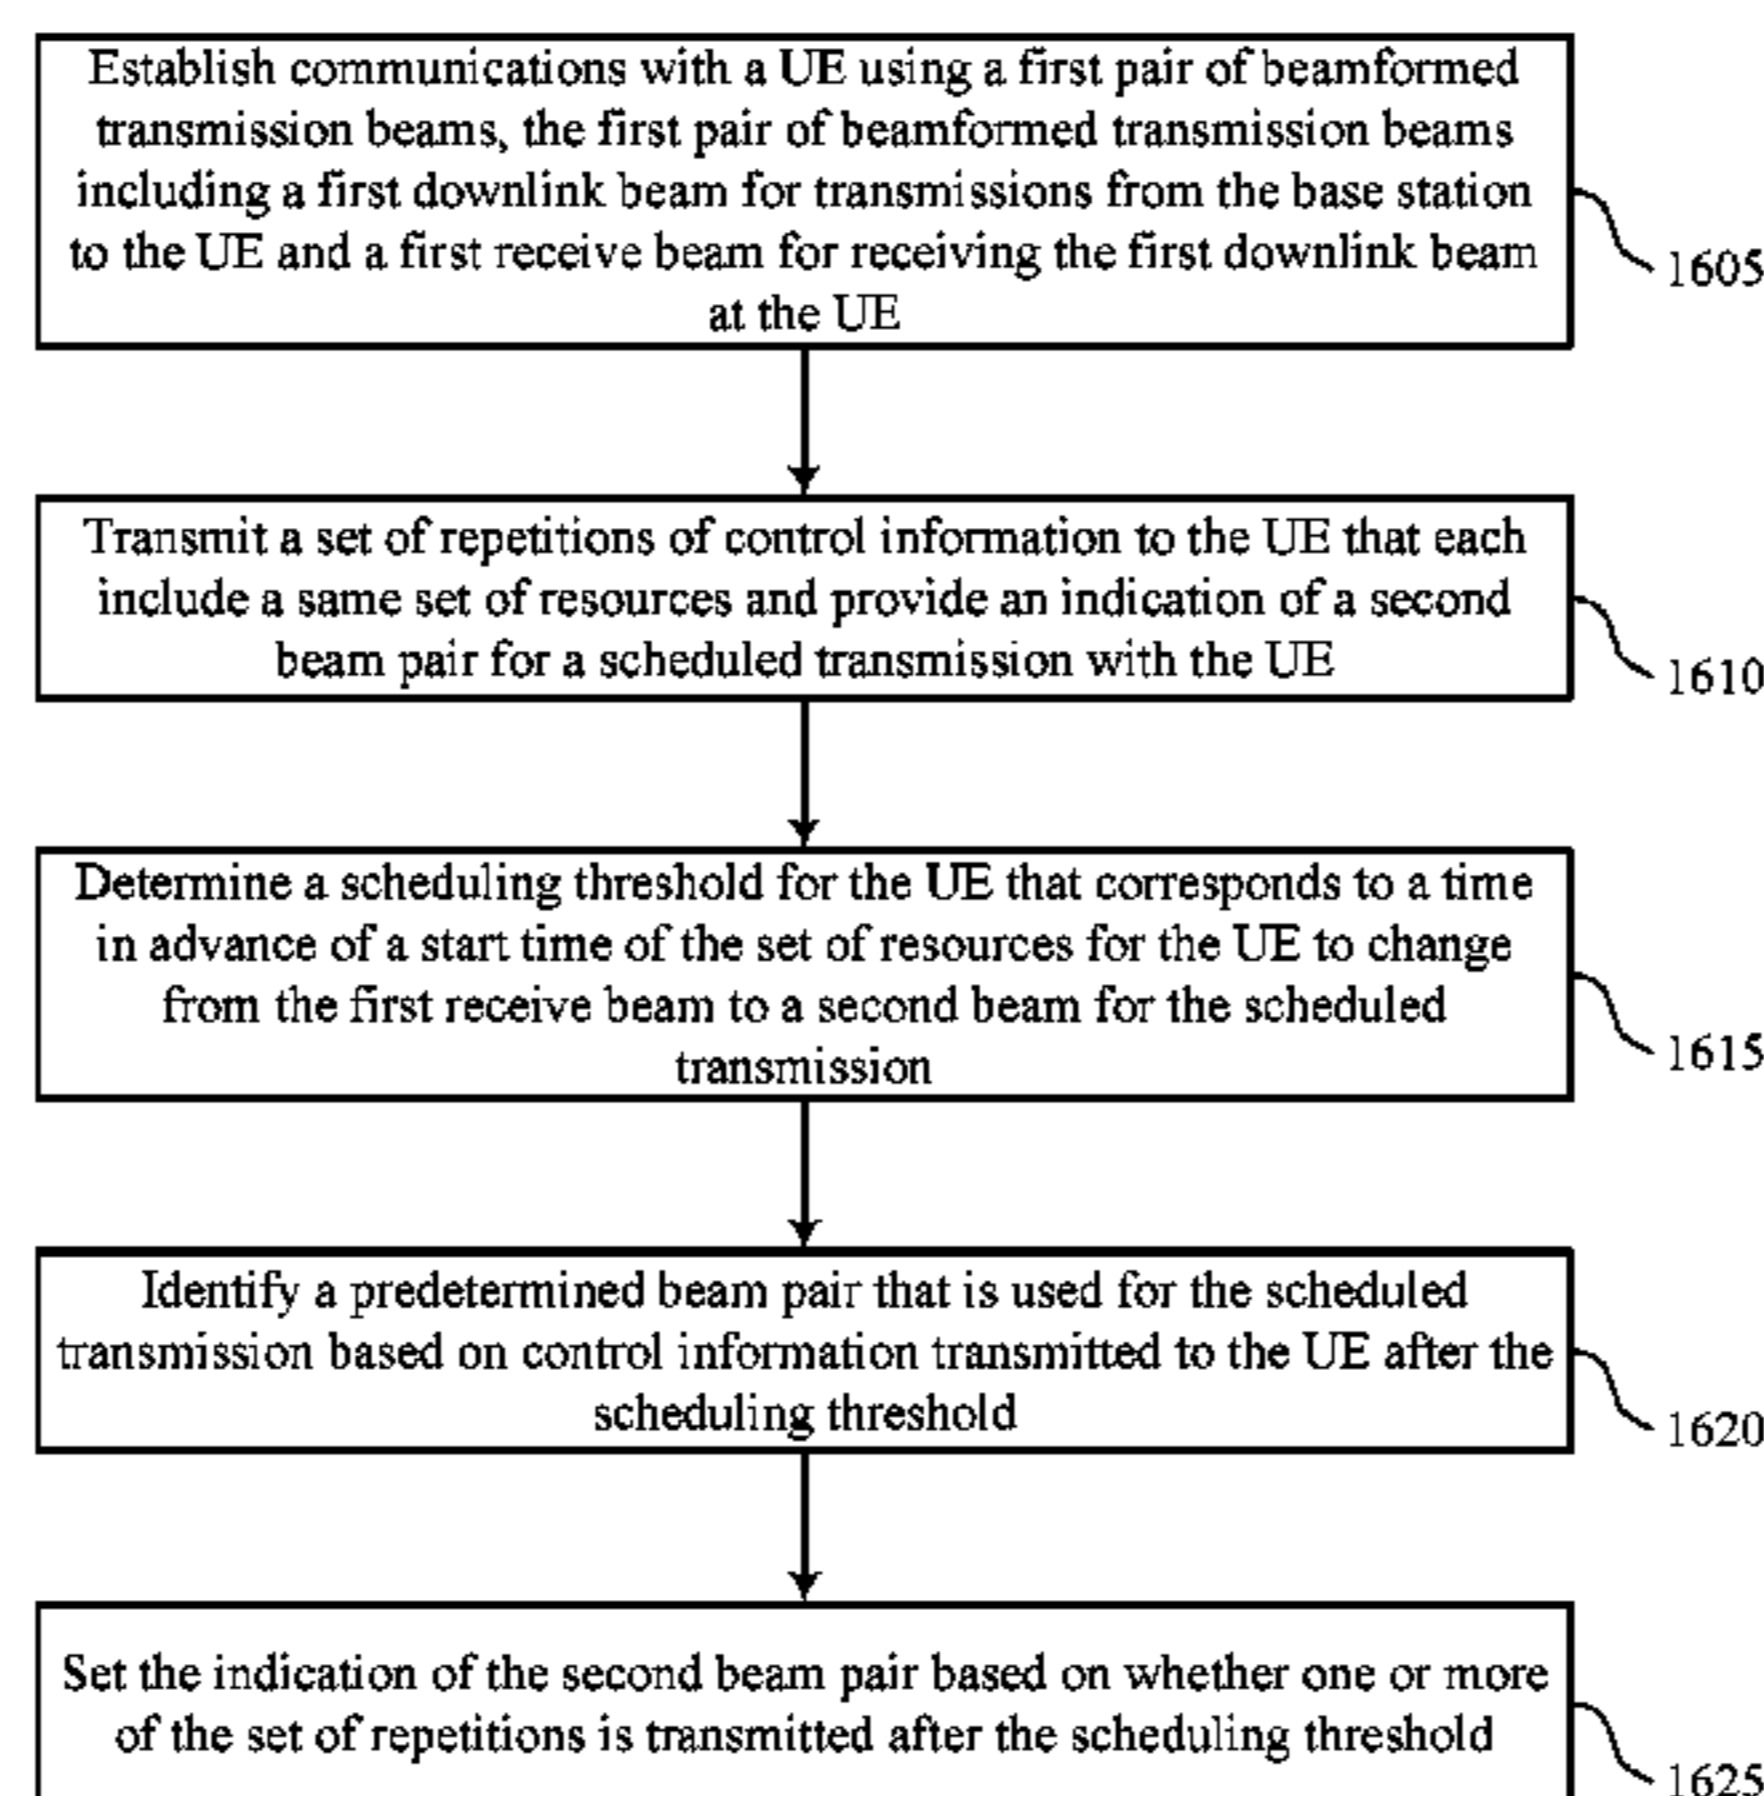 Establish communications with a UE using a first pair of beamformed
transmission beams, the first pair of beamformed transmission beams
including a first downlink beam for transmissions from the base station
to the UE and a first receive beam for receiving the first downlink beam
at the UE
1605
Transmit a set of repetitions of control information to the UE that each
include a same set of resources and provide an indication of a second
beam pair for a scheduled transmission with the UE
1610
Determine a scheduling threshold for the UE that corresponds to a time
in advance of a start time of the set of resources for the UE to change
from the first receive beam to a second beam for the scheduled
transmission
1615
Identify a predetermined beam pair that is used for the scheduled
transmission based on control information transmitted to the UE after the
scheduling threshold
1620
Set the indication of the second beam pair based on whether one or more
of the set of repetitions is transmitted after the scheduling threshold
1625